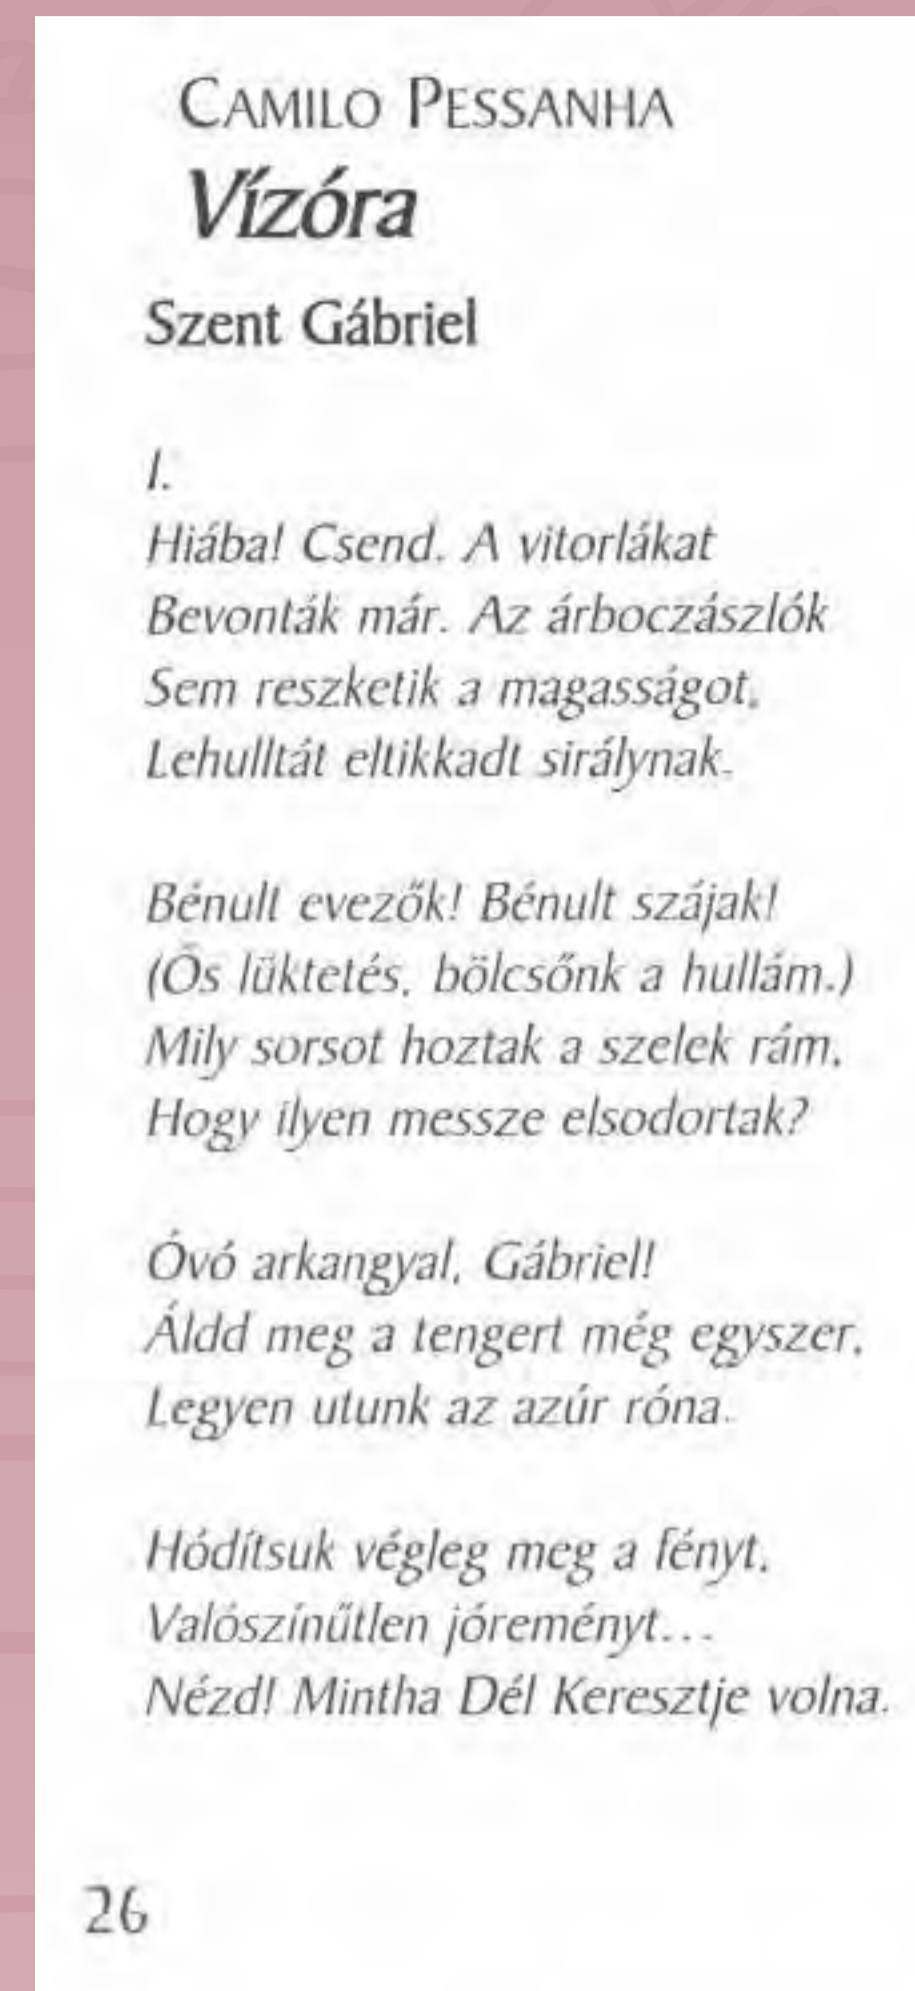 CAMILO PESSANHA
Vízóra
Szent Gábriel
I.
Hiába! Csend. A vitorlákat
Bevonták már. Az árboczászlók
Sem reszketik a magasságot,
Lehulltát eltikkadt sirálynak.
Bénult evezők! Bénult szájak!
(Ős lüktetés, bölcsőnk a hullám.)
Mily sorsot hoztak a szelek rám,
Hogy ilyen messze elsodortak?
Óvó arkangyal, Gábriel!
Áldd meg a tengert még egyszer,
Legyen utunk az azúr róna.
Hódítsuk végleg meg a fényt,
Valószínűtlen jóreményt...
Nézd! Mintha Dél Keresztje volna.
26